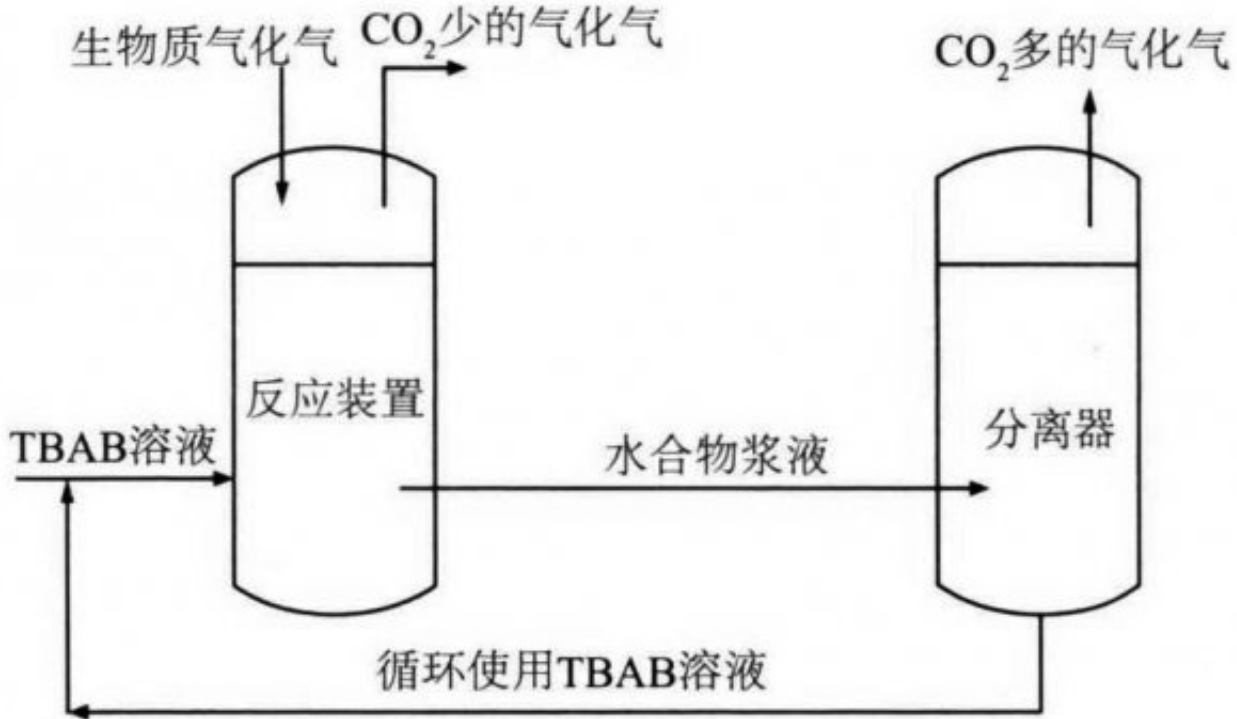 生物质气化气
CO₂少的气化气
CO₂多的气化气
反应装置
分离器
TBAB溶液
水合物浆液
循环使用TBAB溶液